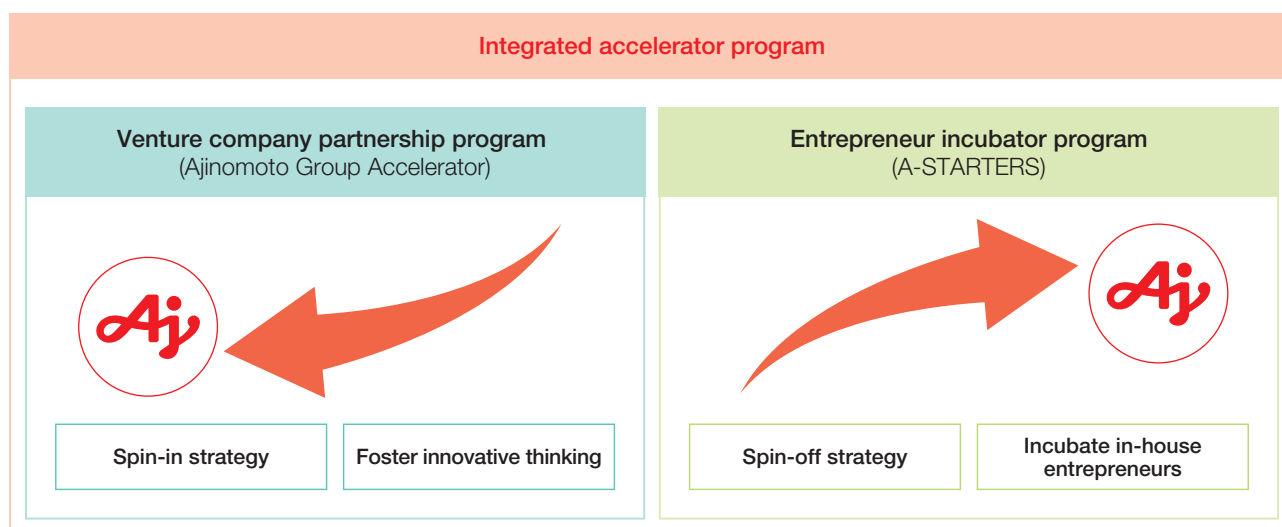 Integrated accelerator program
Venture company partnership program
(Ajinomoto Group Accelerator)
Entrepreneur incubator program
(A-STARTERS)
Aj
Aj
Spin-in strategy
Foster innovative thinking
Spin-off strategy
Incubate in-house
entrepreneurs